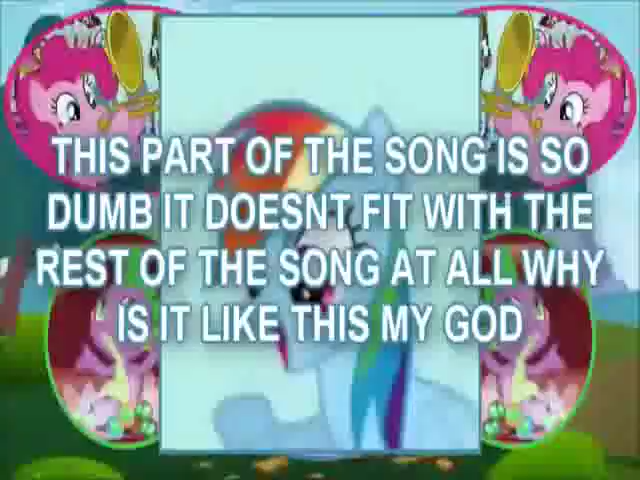 THIS PART OF THE SONG IS SO
DUMB IT DOESNT FIT WITH THE
REST OF THE SONG AT ALL WHY
IS IT LIKE THIS MY GOD